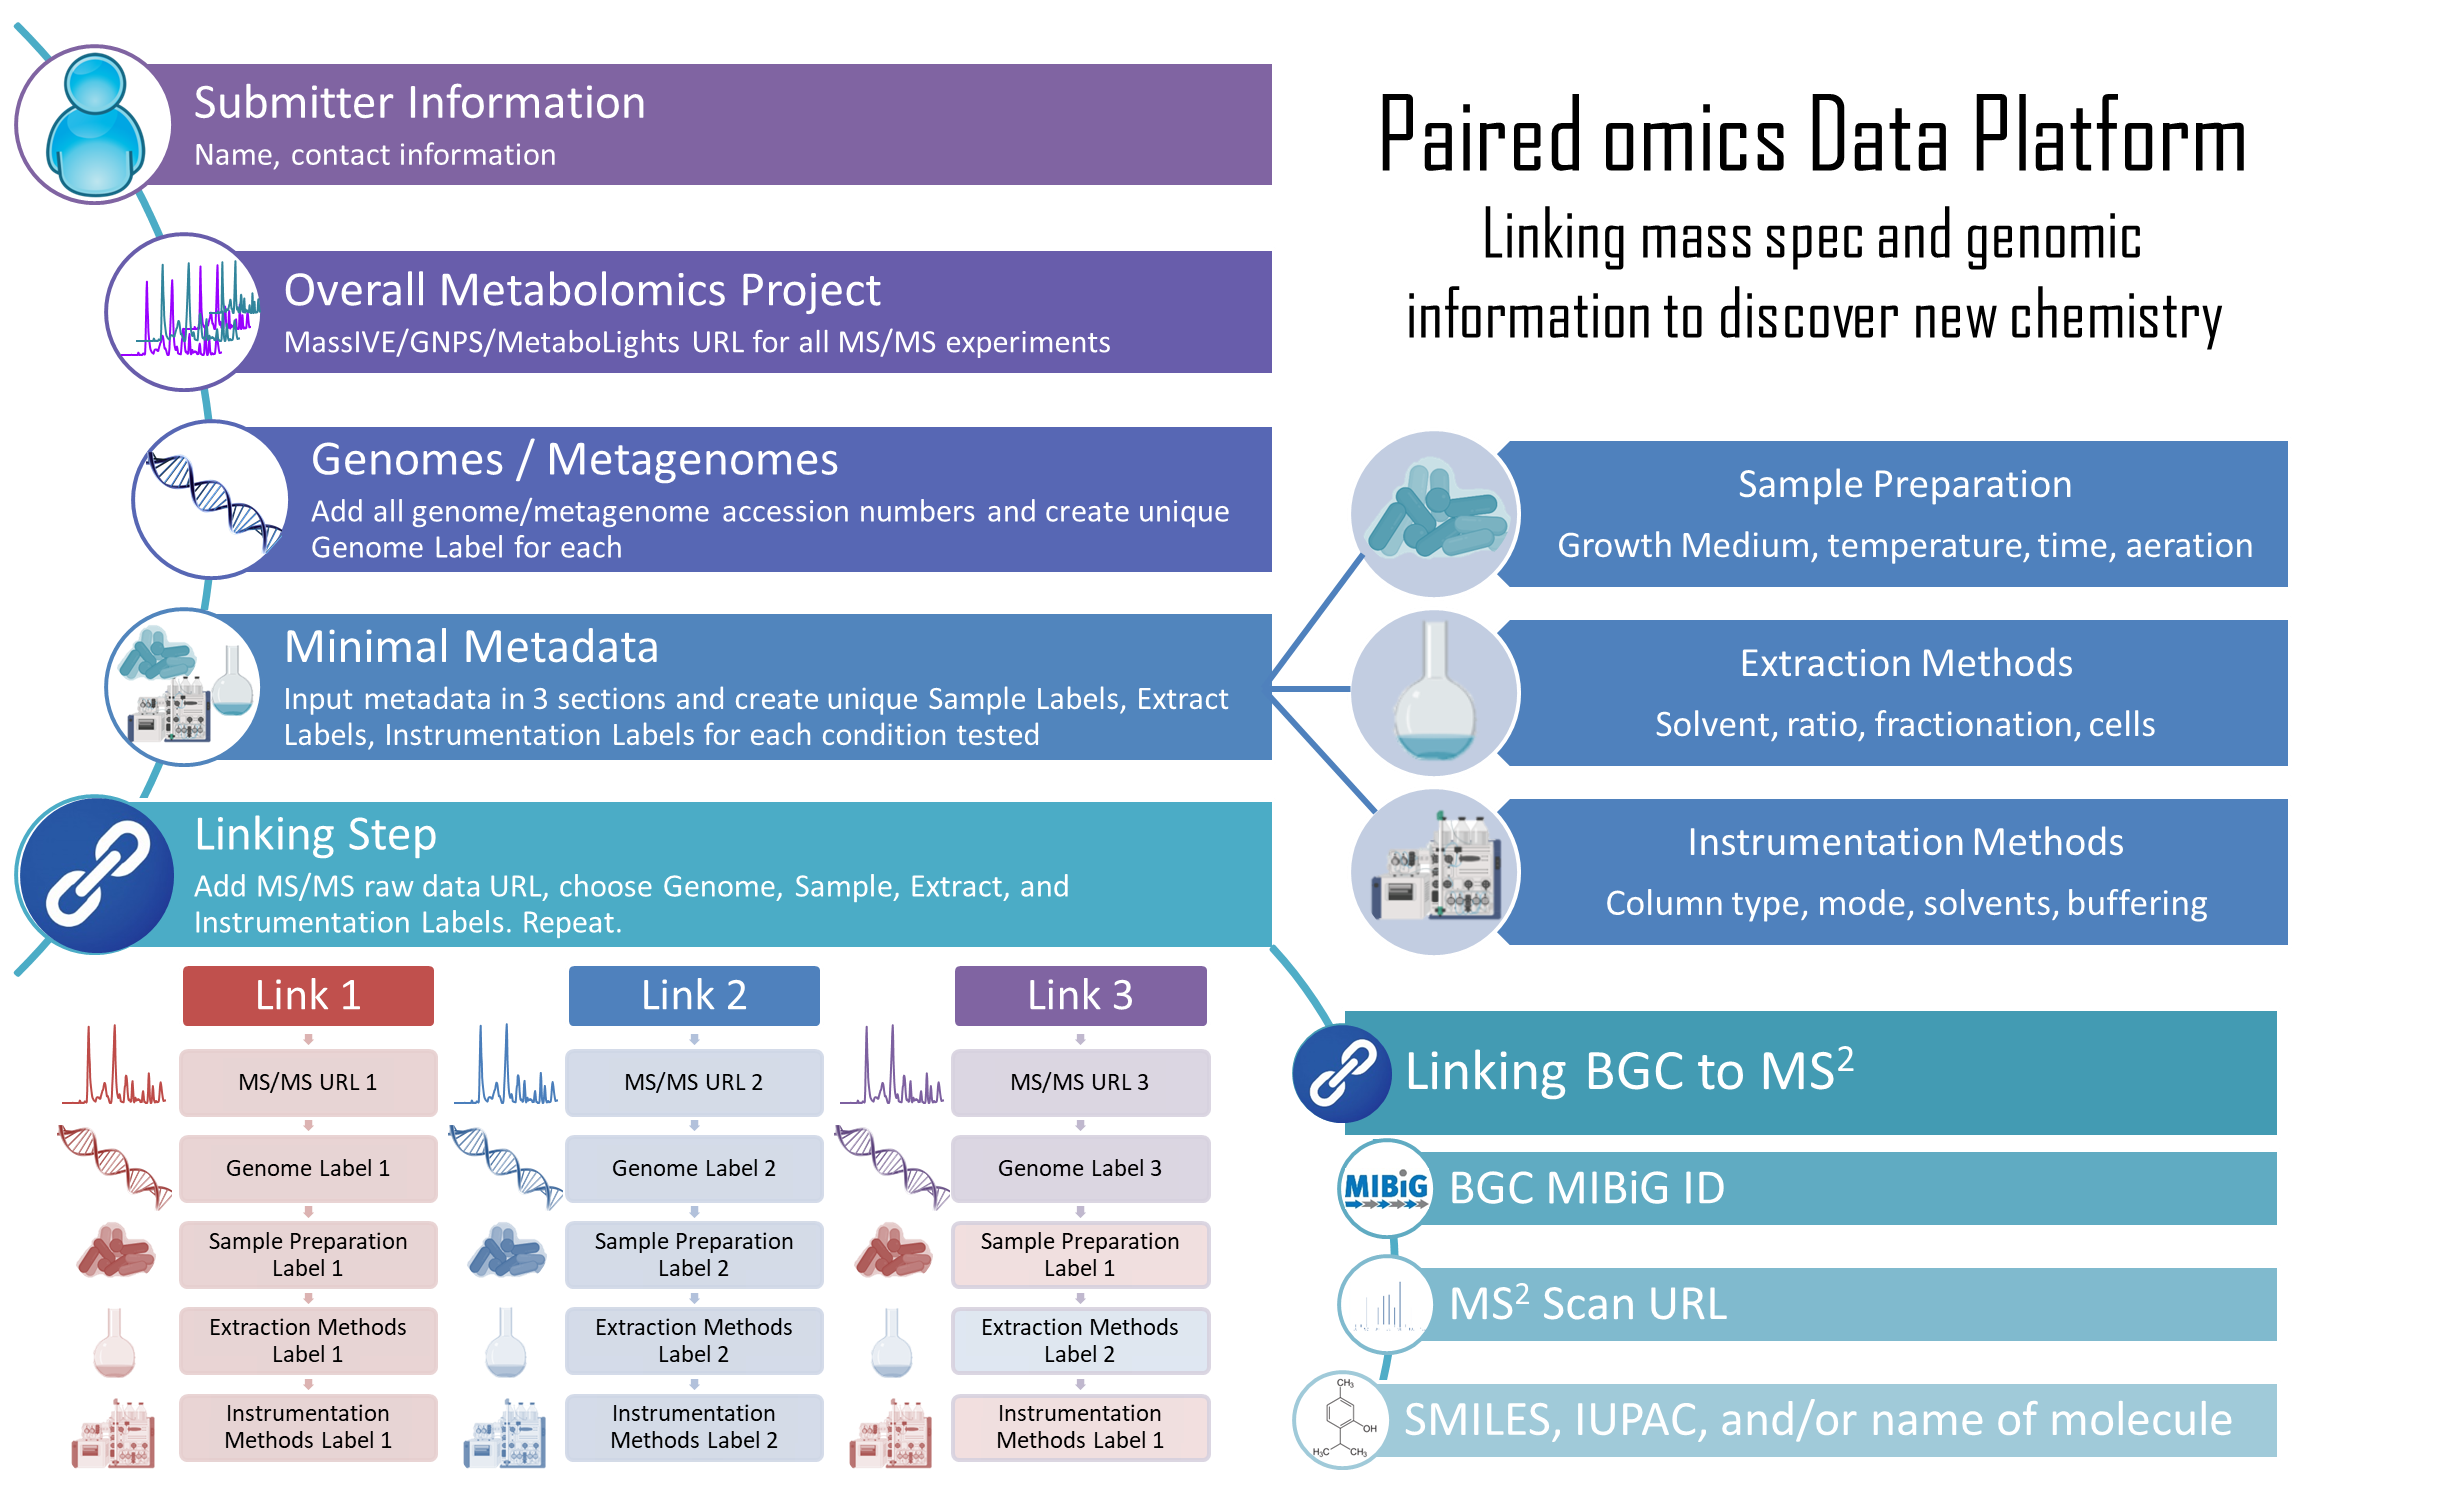 Submitter Information
Name, contact information
Overall Metabolomics Project
MassIVE/GNPS/MetaboLights URL for all MS/MS experiments
Genomes / Metagenomes
Add all genome/metagenome accession numbers and create unique
Genome Label for each
Minimal Metadata
Input metadata in 3 sections and create unique Sample Labels, Extract
Labels, Instrumentation Labels for each condition tested
Linking Step
Add MS/MS raw data URL, choose Genome, Sample, Extract, and
Instrumentation Labels. Repeat.
Paired omics Data Platform
Linking mass spec and genomic
information to discover new chemistry
Sample Preparation
Growth Medium, temperature, time, aeration
Extraction Methods
Solvent, ratio, fractionation, cells
Instrumentation Methods
Column type, mode, solvents, buffering
Link 1
MS/MS URL 1
Genome Label 1
Sample Preparation
Label 1
Extraction Methods
Label 1
Instrumentation
Methods Label 1
Link 2
MS/MS URL 2
Genome Label 2
Sample Preparation
Label 2
Extraction Methods
Label 2
Instrumentation
Methods Label 2
Link 3
MS/MS URL 3
Genome Label 3
Sample Preparation
Label 1
Extraction Methods
Label 2
Instrumentation
Methods Label 1
Linking BGC to MS²
MIBiG
BGC MIBiG ID
MS² Scan URL
CH₃
OH
H₃C
CH₃
SMILES, IUPAC, and/or name of molecule